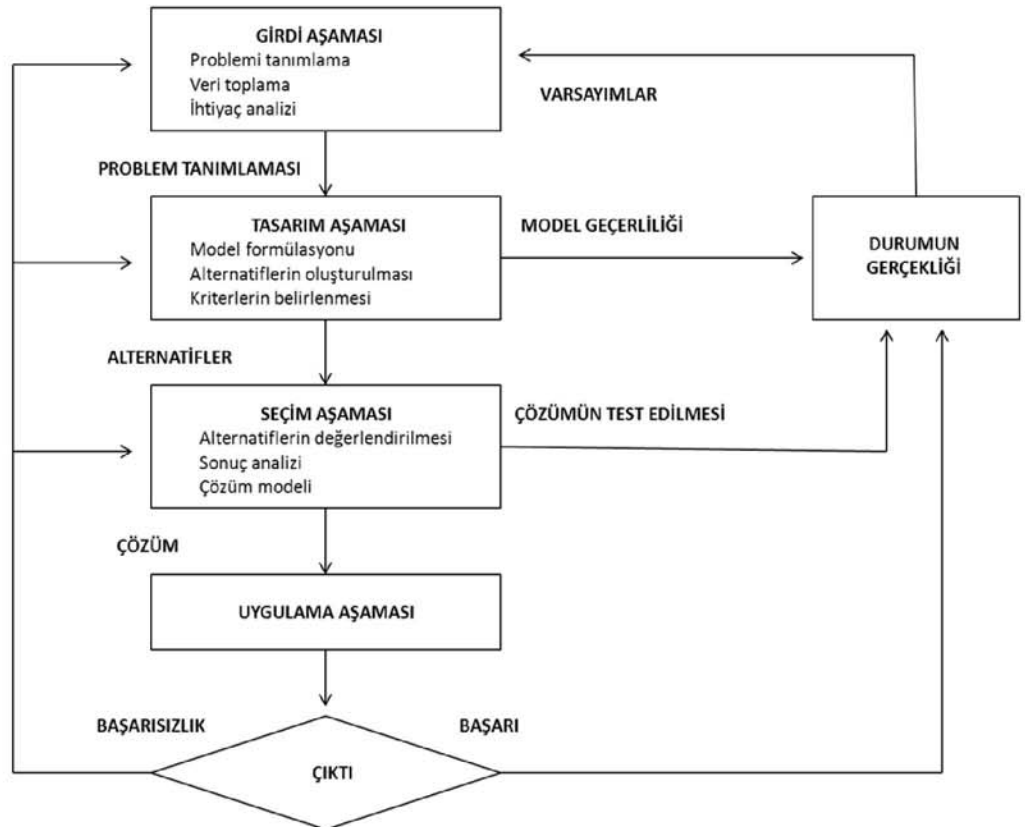 GİRDİ AŞAMASI
Problemi tanımlama
Veri toplama
İhtiyaç analizi
VARSAYIMLAR
PROBLEM TANIMLAMASI
TASARIM AŞAMASI
Model formülasyonu
Alternatiflerin oluşturulması
Kriterlerin belirlenmesi
MODEL GEÇERLİLİĞİ
DURUMUN
GERÇEKLİĞİ
ALTERNATİFLER
SEÇİM AŞAMASI
Alternatiflerin değerlendirilmesi
Sonuç analizi
Çözüm modeli
ÇÖZÜMÜN TEST EDİLMESİ
ÇÖZÜM
UYGULAMA AŞAMASI
BAŞARISIZLIK
BAŞARI
ÇIKTI